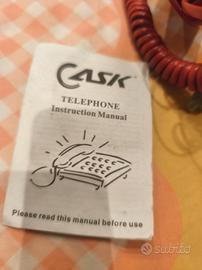 CASK
TELEPHONE
Instruction Manual
Please read this manual before use
subito